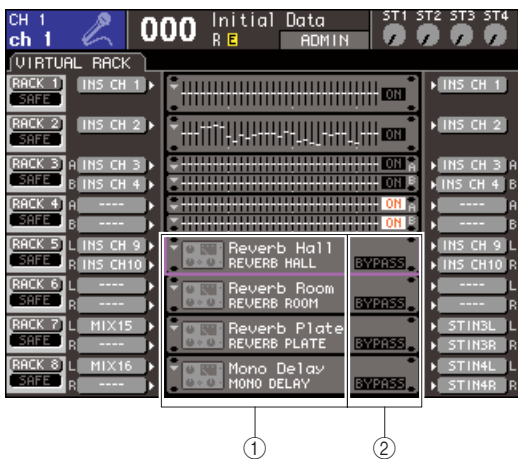 CH 1
ch 1
000
Initial Data
R E ADMIN
ST1 ST2 ST3 ST4
VIRTUAL RACK
RACK 1 INS CH 1 ON INS CH 1
SAFE
RACK 2 INS CH 2 ON INS CH 2
SAFE
RACK 3 A INS CH 3 ON A INS CH 3 A
SAFE B INS CH 4 ON B INS CH 4 B
RACK 4 A ---- ON A ---- A
SAFE B ---- ON B ---- B
RACK 5 L INS CH 9 Reverb Hall INS CH 9 L
SAFE R INS CH10 REVERB HALL BYPASS INS CH10 R
RACK 6 L ---- Reverb Room ---- L
SAFE R ---- REVERB ROOM BYPASS ---- R
RACK 7 L MIX15 Reverb Plate STIN3L L
SAFE R ---- REVERB PLATE BYPASS STIN3R R
RACK 8 L MIX16 Mono Delay STIN4L L
SAFE R ---- MONO DELAY BYPASS STIN4R R
① ②